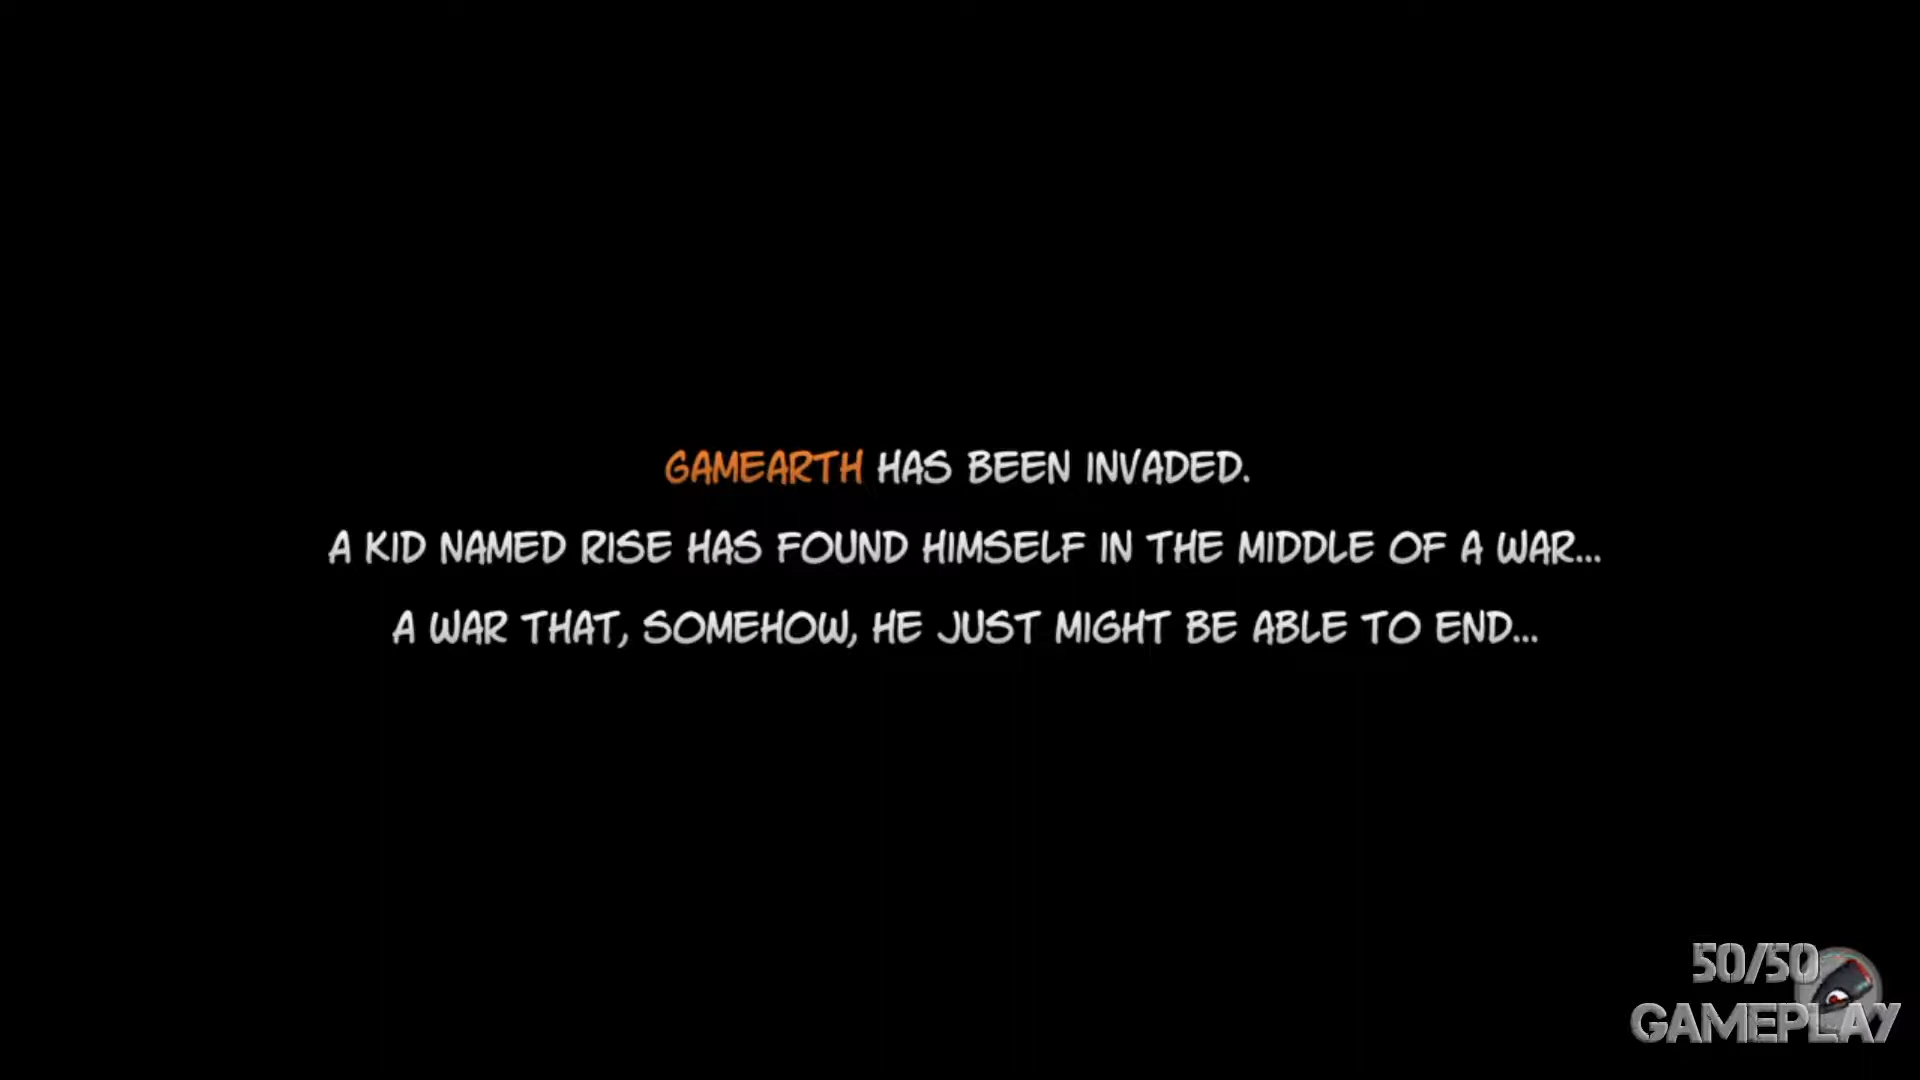 GAMEARTH HAS BEEN INVADED.
A KID NAMED RISE HAS FOUND HIMSELF IN THE MIDDLE OF A WAR...
A WAR THAT, SOMEHOW, HE JUST MIGHT BE ABLE TO END...
50/50
GAMEPLAY